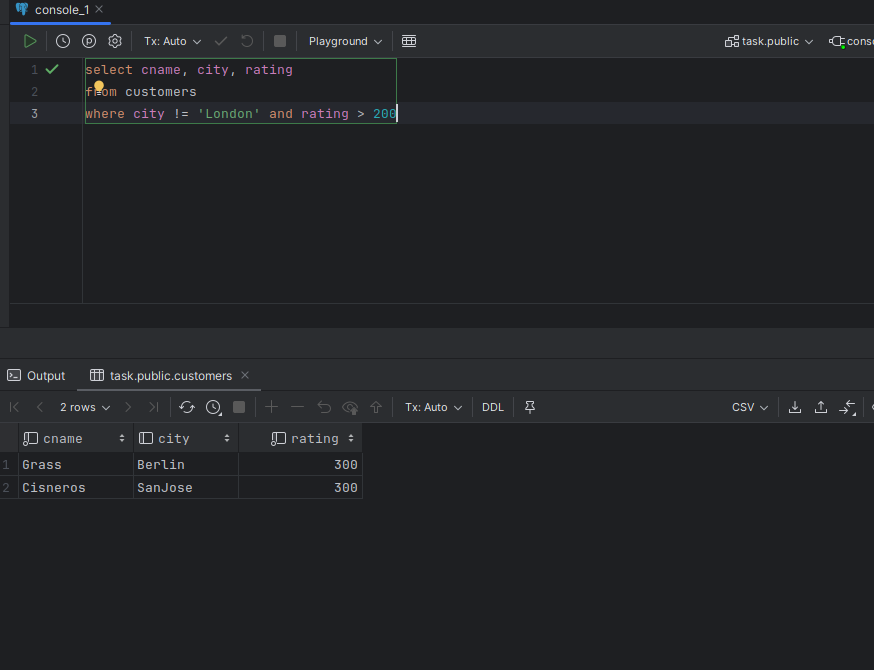 console_1
Tx: Auto
Playground
task.public
1 select cname, city, rating
2 from customers
3 where city != 'London' and rating > 200
Output
task.public.customers
2 rows
Tx: Auto
DDL
CSV
cname city rating
1 Grass Berlin 300
2 Cisneros SanJose 300